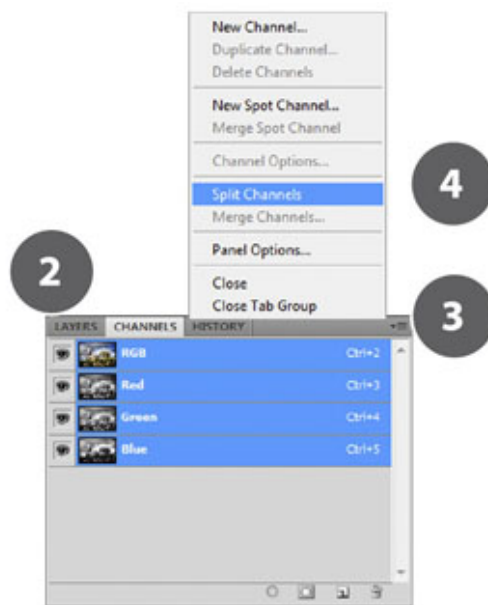 New Channel...
Duplicate Channel...
Delete Channels
New Spot Channel...
Merge Spot Channel
Channel Options...
Split Channels
Merge Channels...
Panel Options...
Close
Close Tab Group
4
2
3
LAYERS CHANNELS HISTORY
RGB Ctrl+2
Red Ctrl+3
Green Ctrl+4
Blue Ctrl+5